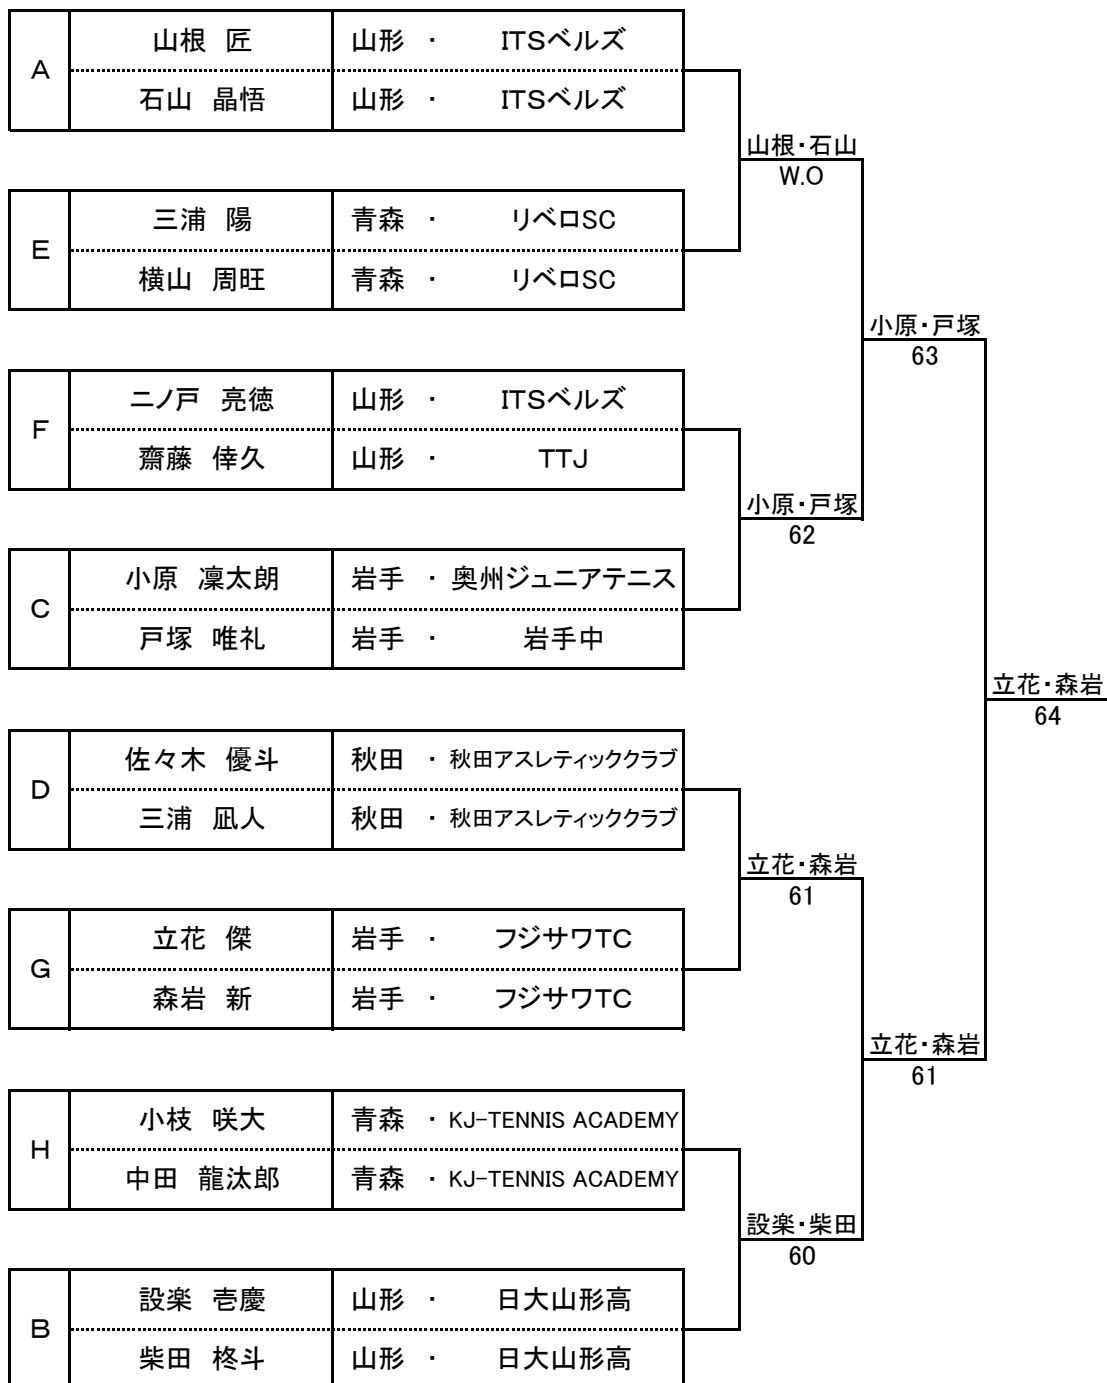 A
山根 匠 山形 ・ ITSベルズ
石山 晶悟 山形 ・ ITSベルズ
山根・石山
W.O
E
三浦 陽 青森 ・ リベロSC
横山 周旺 青森 ・ リベロSC
小原・戸塚
63
F
二ノ戸 亮徳 山形 ・ ITSベルズ
齋藤 倖久 山形 ・ TTJ
小原・戸塚
62
C
小原 凜太朗 岩手 ・ 奥州ジュニアテニス
戸塚 唯礼 岩手 ・ 岩手中
立花・森岩
64
D
佐々木 優斗 秋田 ・ 秋田アスレティッククラブ
三浦 凪人 秋田 ・ 秋田アスレティッククラブ
立花・森岩
61
G
立花 傑 岩手 ・ フジサワTC
森岩 新 岩手 ・ フジサワTC
立花・森岩
61
H
小枝 咲大 青森 ・ KJ-TENNIS ACADEMY
中田 龍汰郎 青森 ・ KJ-TENNIS ACADEMY
設楽・柴田
60
B
設楽 壱慶 山形 ・ 日大山形高
柴田 柊斗 山形 ・ 日大山形高